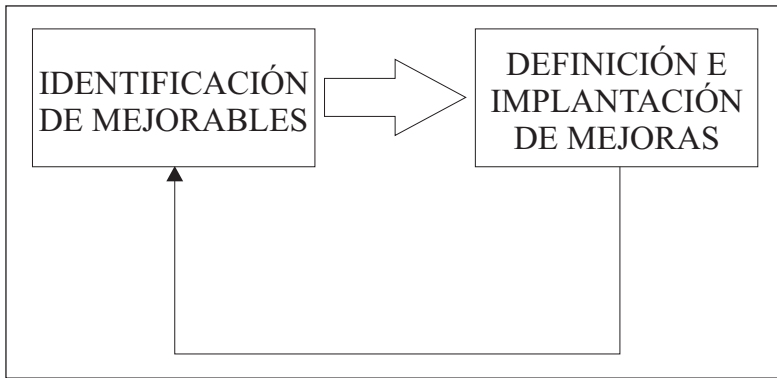 IDENTIFICACIÓN
DE MEJORABLES
DEFINICIÓN E
IMPLANTACIÓN
DE MEJORAS